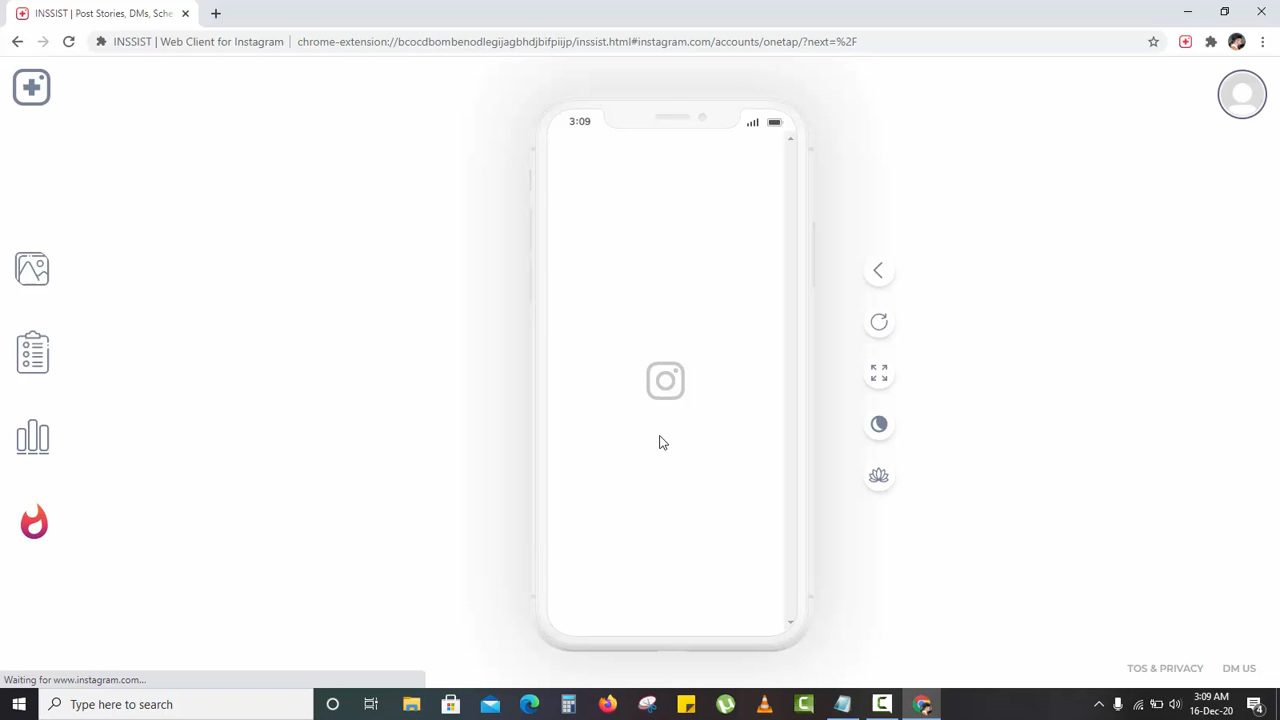 INSSIST | Post Stories, DMs, Sche
INSSIST | Web Client for Instagram
chrome-extension://bcocdbombenodlegijagbhdjbifpiijp/inssist.html#instagram.com/accounts/onetap/?next=%2F
3:09
TOS & PRIVACY
DM US
Waiting for www.instagram.com...
Type here to search
3:09 AM
16-Dec-20
4